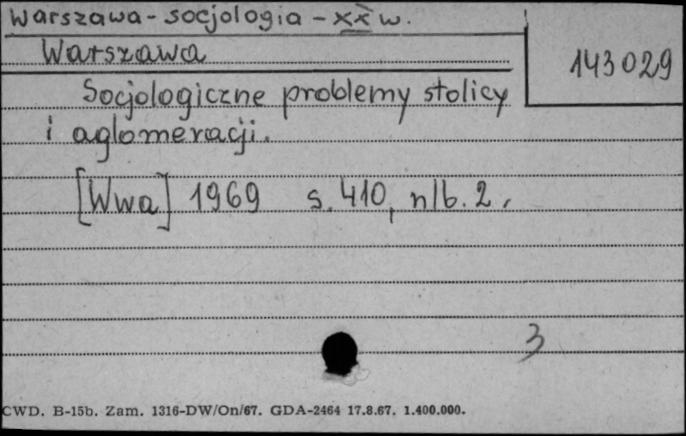 Warszawa - socjologia - XX w.
Warszawa
143029
Socjologiczne problemy stolicy
i aglomeracji.
[Wwa] 1969 s. 410, nlb. 2.
3
CWD. B-15b. Zam. 1316-DW/On/67. GDA-2464 17.8.67. 1.400.000.